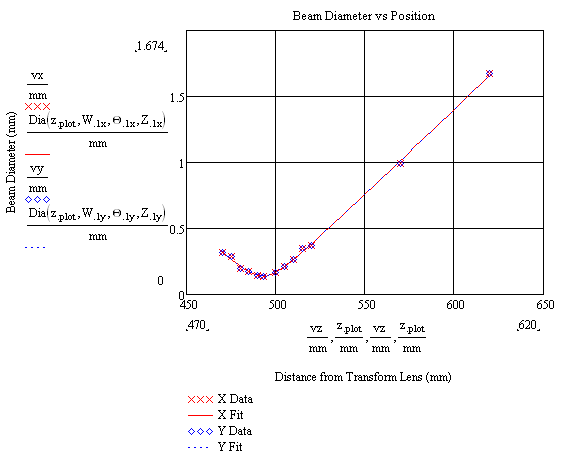 Beam Diameter vs Position
1.674
vx
mm
Dia(z.plot, W.1x, Θ.1x, Z.1x)
mm
vy
mm
Dia(z.plot, W.1y, Θ.1y, Z.1y)
mm
Beam Diameter (mm)
0
1.5
1
0.5
0
450 500 550 600 650
470 620
vz/mm, z.plot/mm, vz/mm, z.plot/mm
Distance from Transform Lens (mm)
X Data
X Fit
Y Data
Y Fit